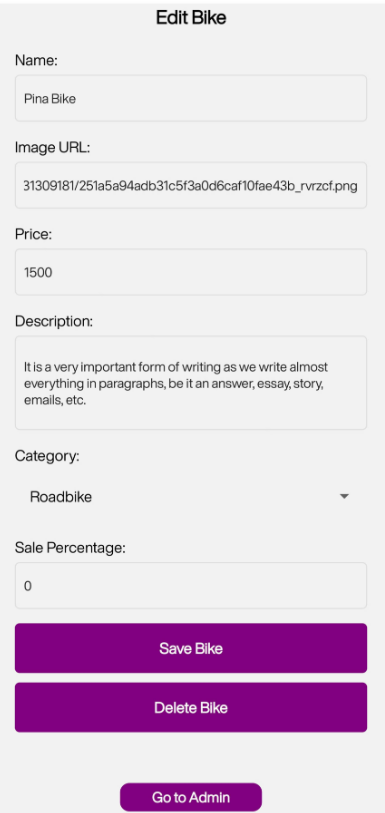 Edit Bike
Name:
Pina Bike
Image URL:
31309181/251a5a94adb31c5f3a0d6caf10fae43b_rvrzcf.png
Price:
1500
Description:
It is a very important form of writing as we write almost
everything in paragraphs, be it an answer, essay, story,
emails, etc.
Category:
Roadbike
Sale Percentage:
0
Save Bike
Delete Bike
Go to Admin